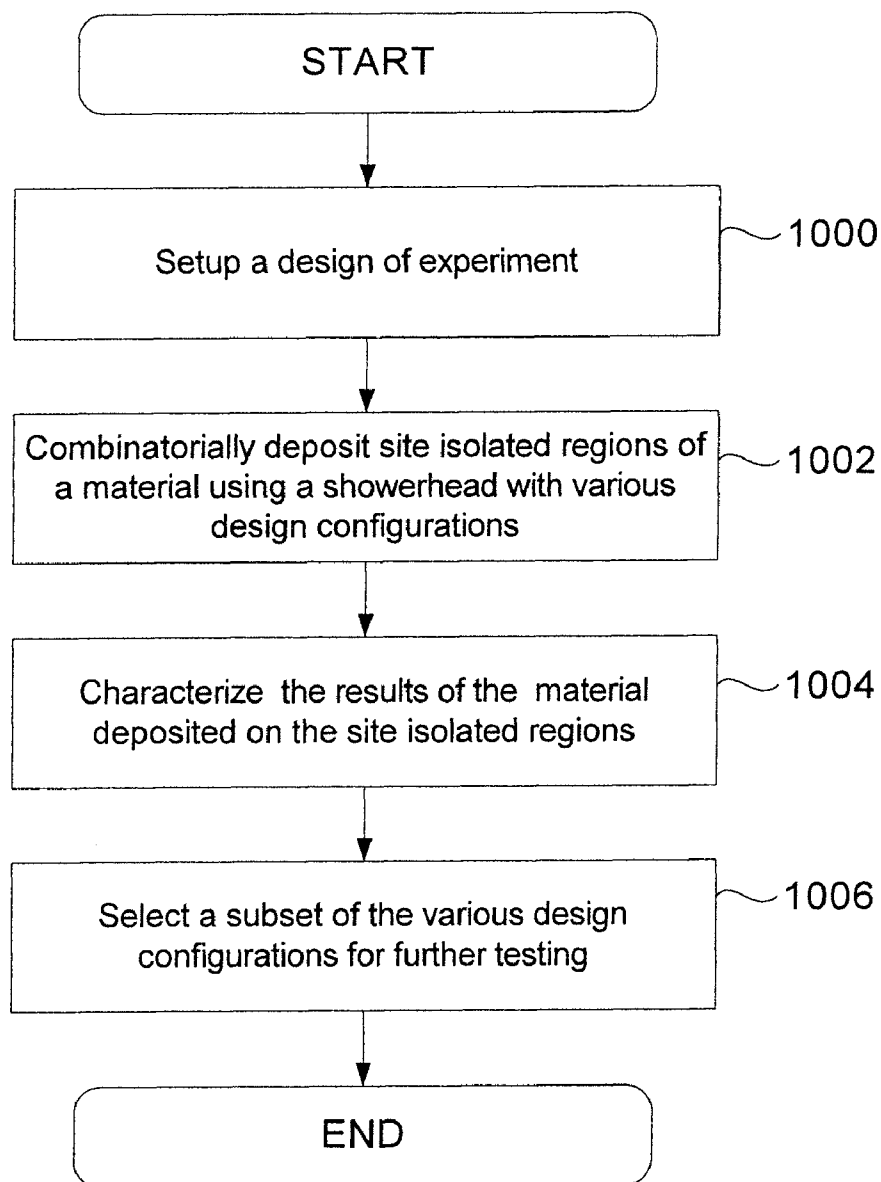 START
Setup a design of experiment
1000
Combinatorially deposit site isolated regions of
a material using a showerhead with various
design configurations
1002
Characterize the results of the material
deposited on the site isolated regions
1004
Select a subset of the various design
configurations for further testing
1006
END